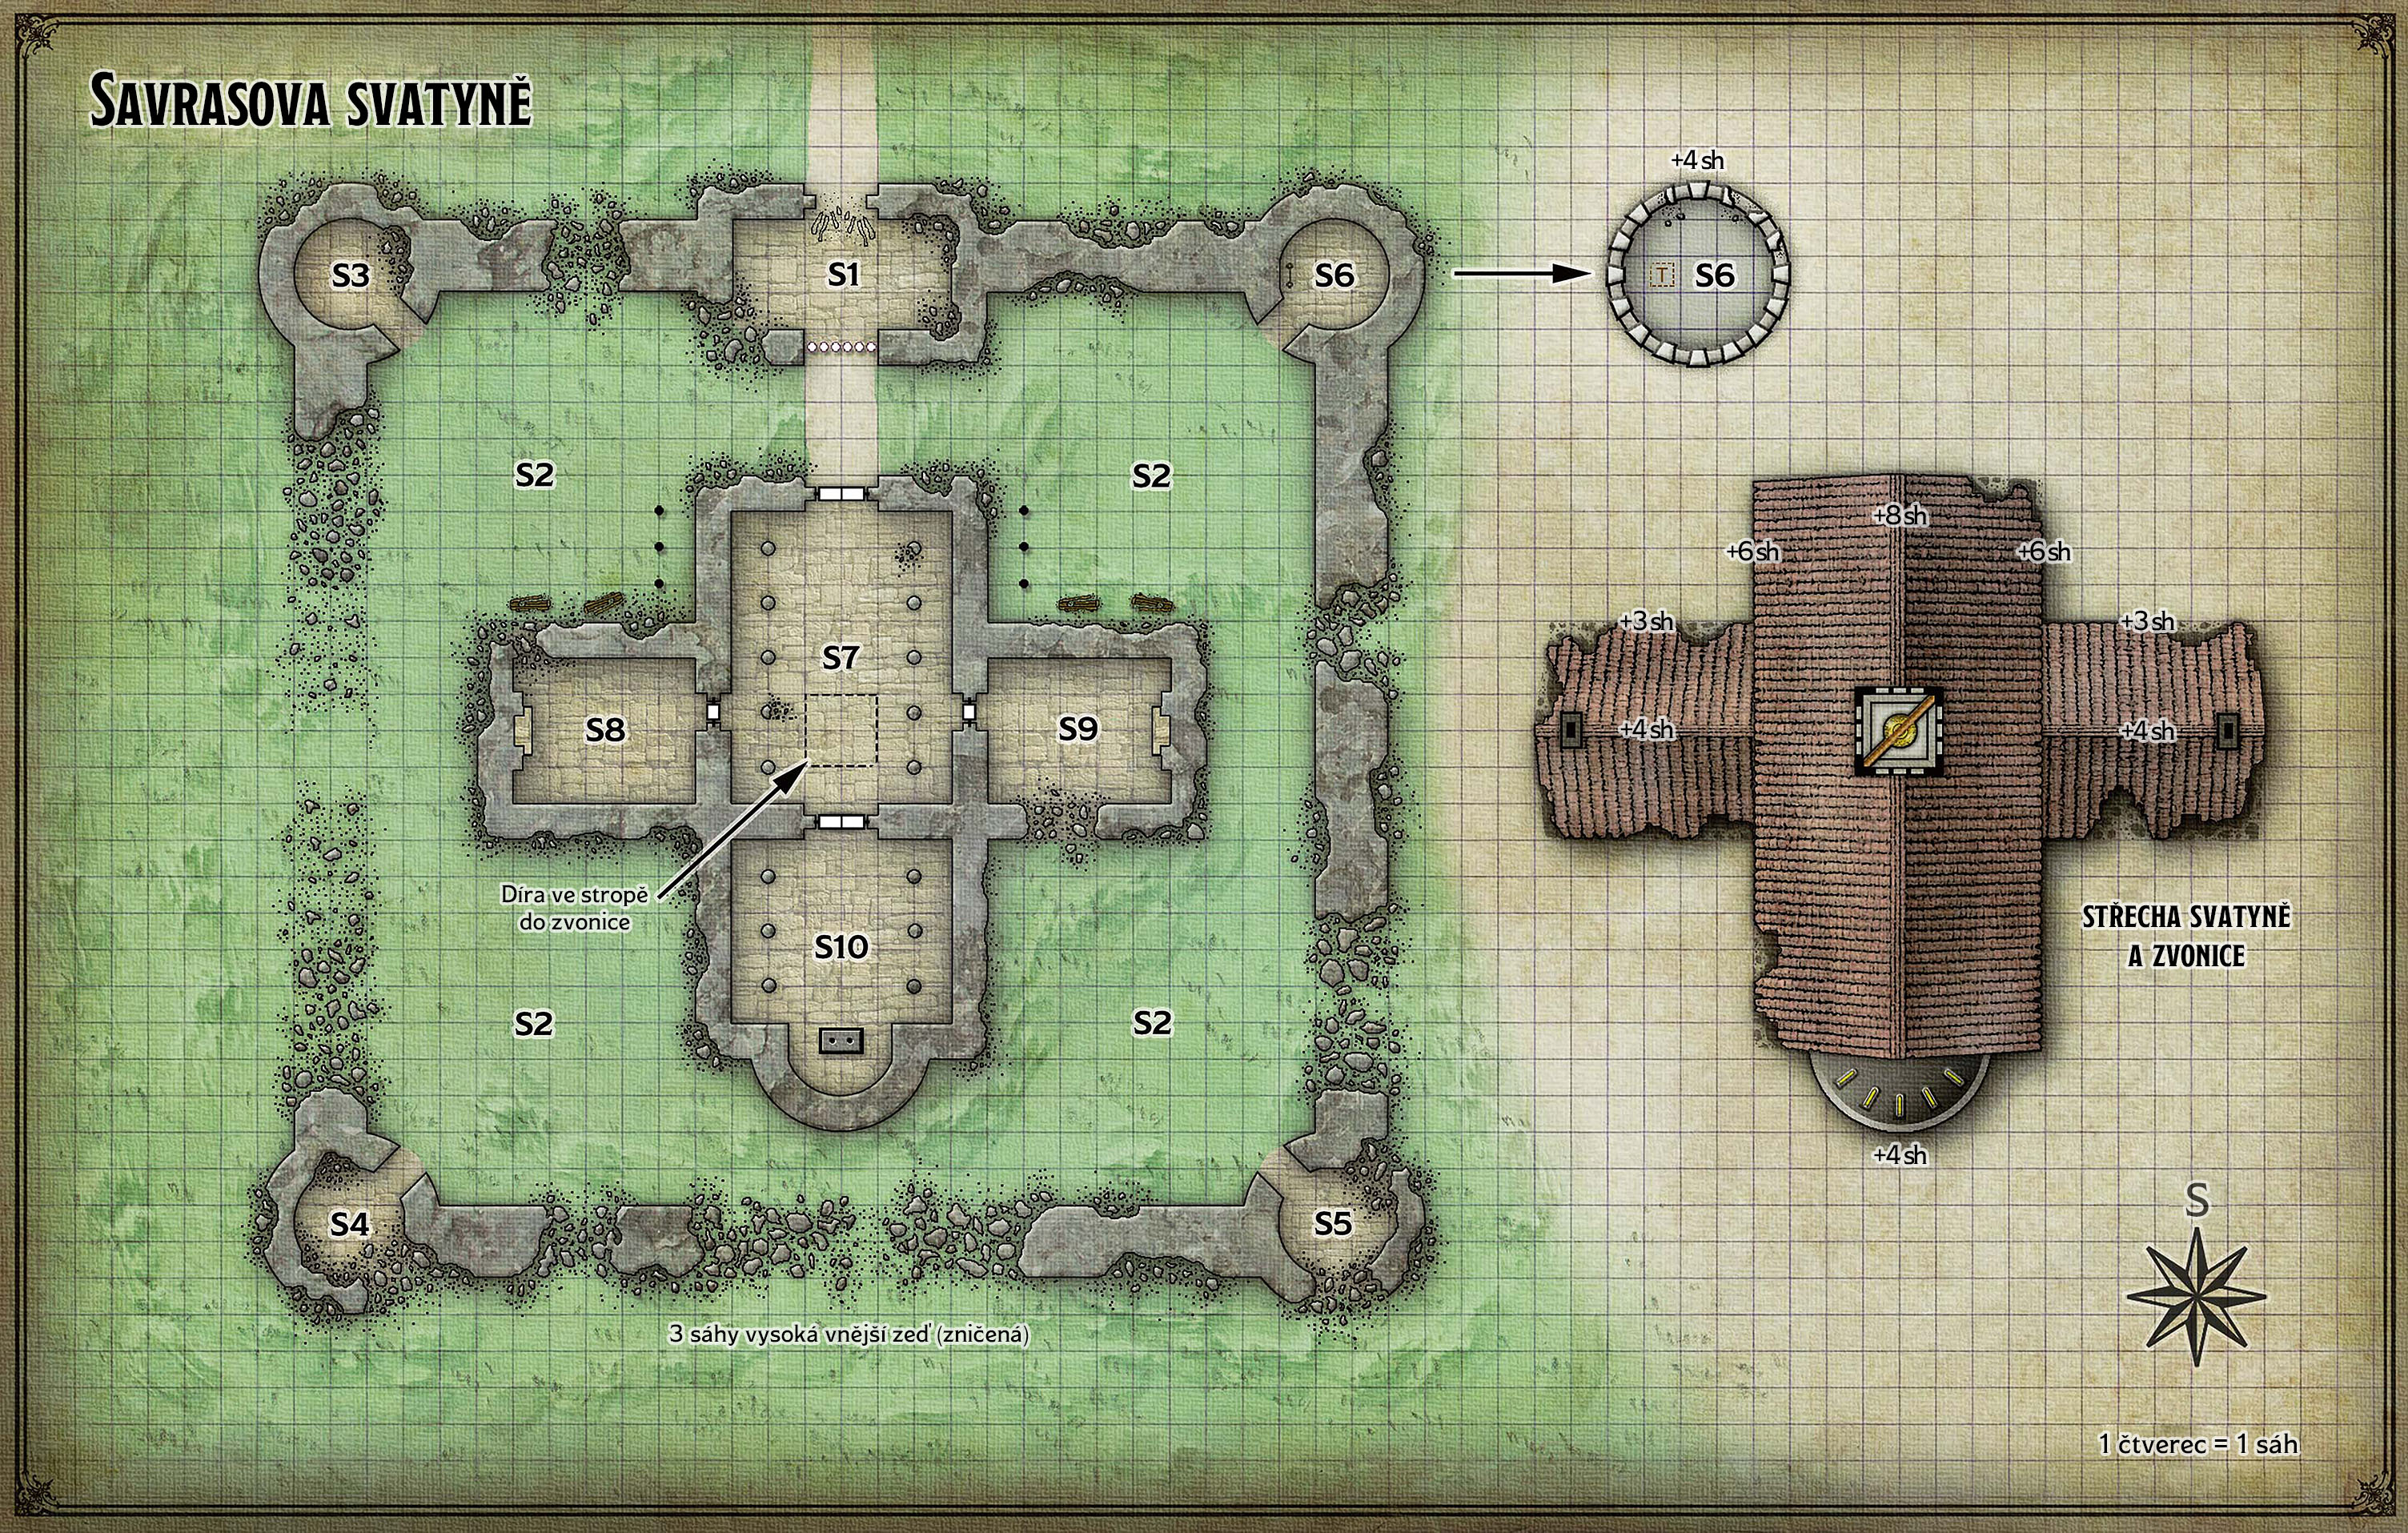 Savrasova svatyně
+4 sh
S3
S1
S6
T
S6
S2
S2
+8 sh
+6 sh
+6 sh
+3 sh
+3 sh
S7
S8
S9
+4 sh
+4 sh
Díra ve stropě
do zvonice
S10
STŘECHA SVATYNĚ
A ZVONICE
S2
S2
+4 sh
S
S4
S5
3 sáhy vysoká vnější zeď (zničená)
1 čtverec = 1 sáh